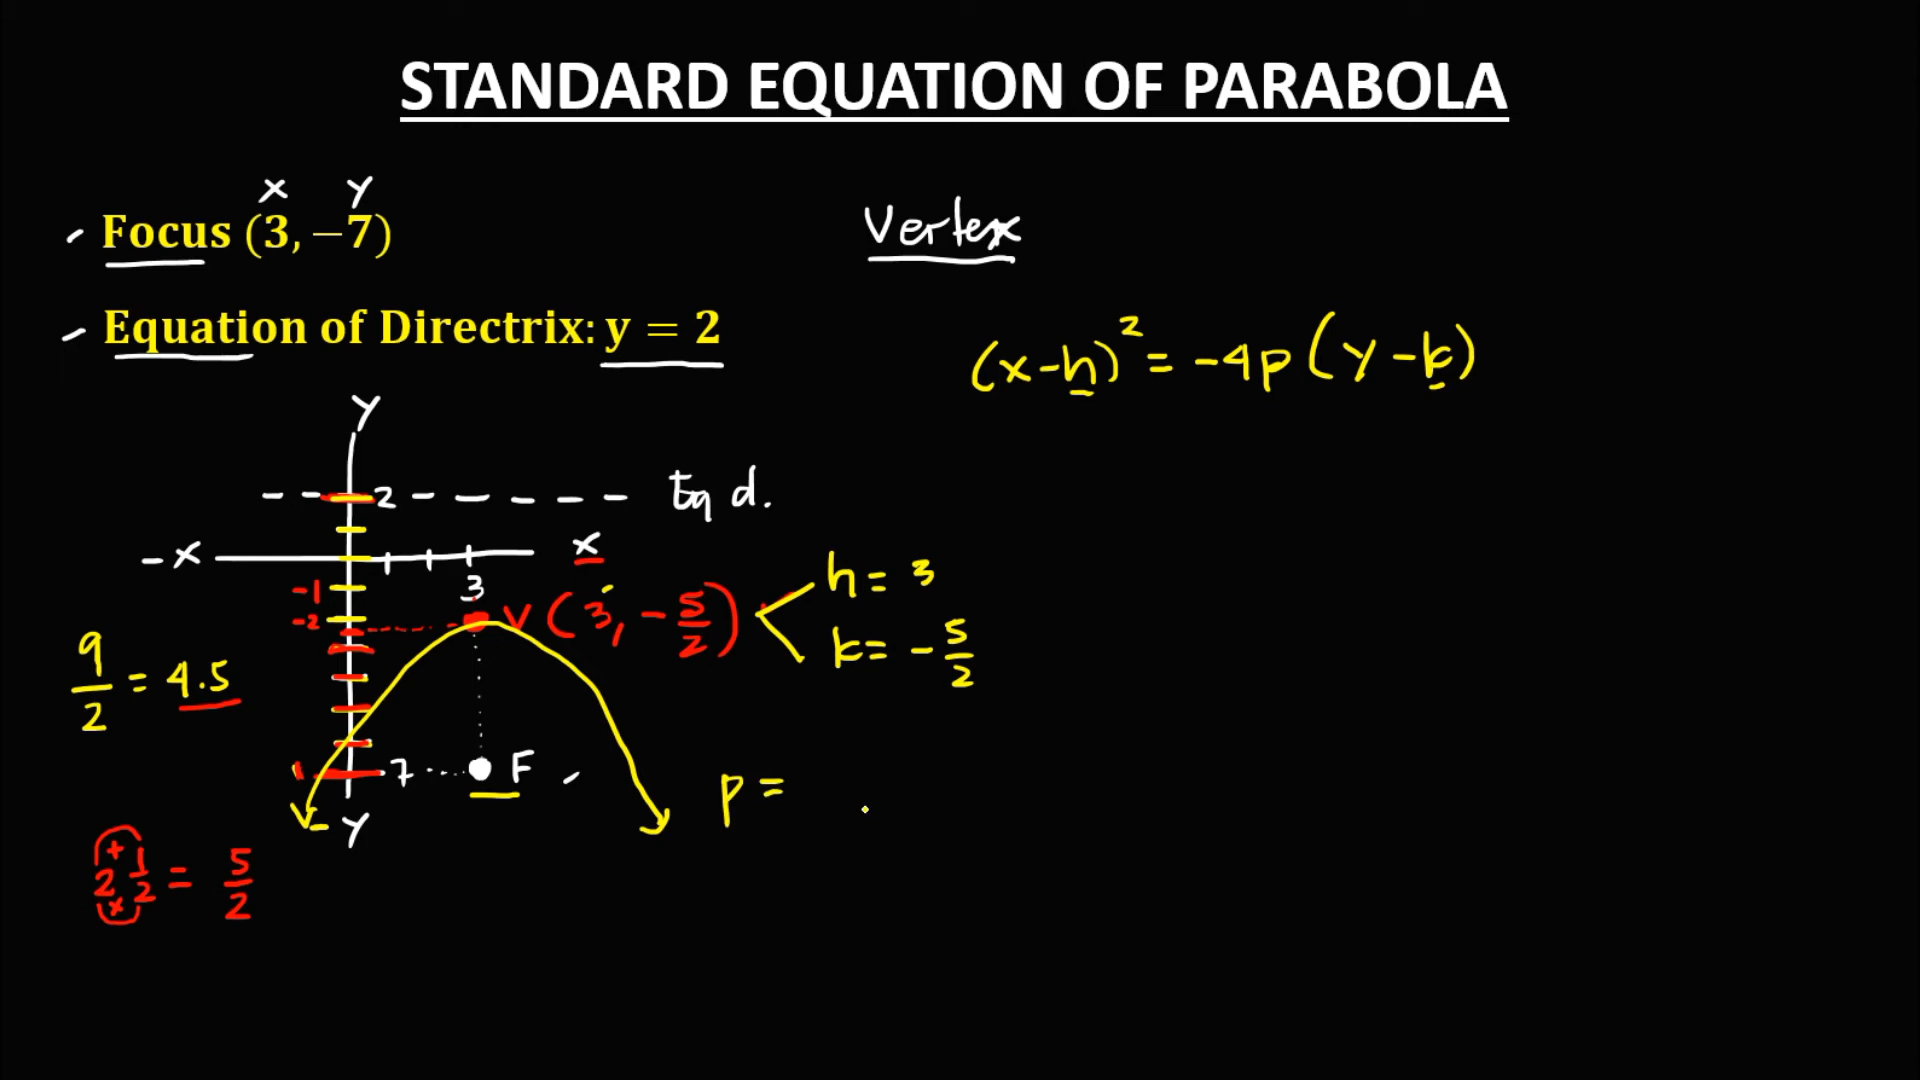 STANDARD EQUATION OF PARABOLA
x y
Focus (3, −7)
Vertex
Equation of Directrix: y = 2
(x-h)² = -4p(y-k)
Y
2
Eq d.
-x
x
3
-1
-2
V (3, -5/2)
h = 3
k = -5/2
9/2 = 4.5
7
F
p =
-Y
+
2 1/2 = 5/2
x